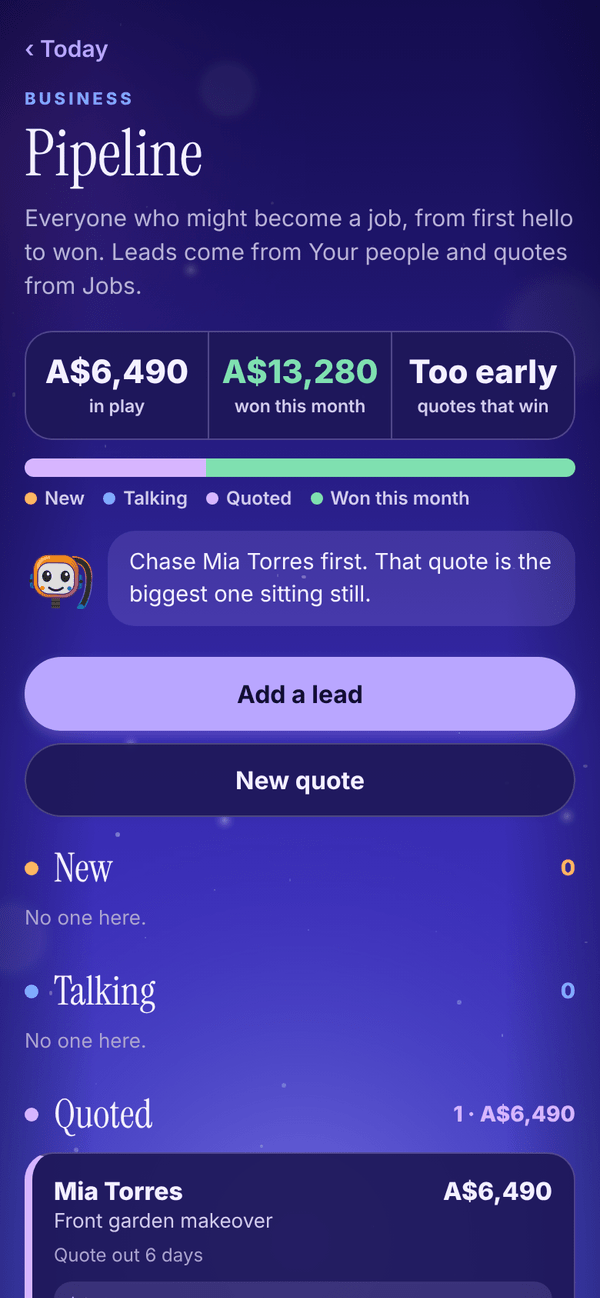 ‹ Today
BUSINESS
Pipeline
Everyone who might become a job, from first hello
to won. Leads come from Your people and quotes
from Jobs.
A$6,490
in play
A$13,280
won this month
Too early
quotes that win
New
Talking
Quoted
Won this month
Chase Mia Torres first. That quote is the
biggest one sitting still.
Add a lead
New quote
New 0
No one here.
Talking 0
No one here.
Quoted 1 · A$6,490
Mia Torres A$6,490
Front garden makeover
Quote out 6 days